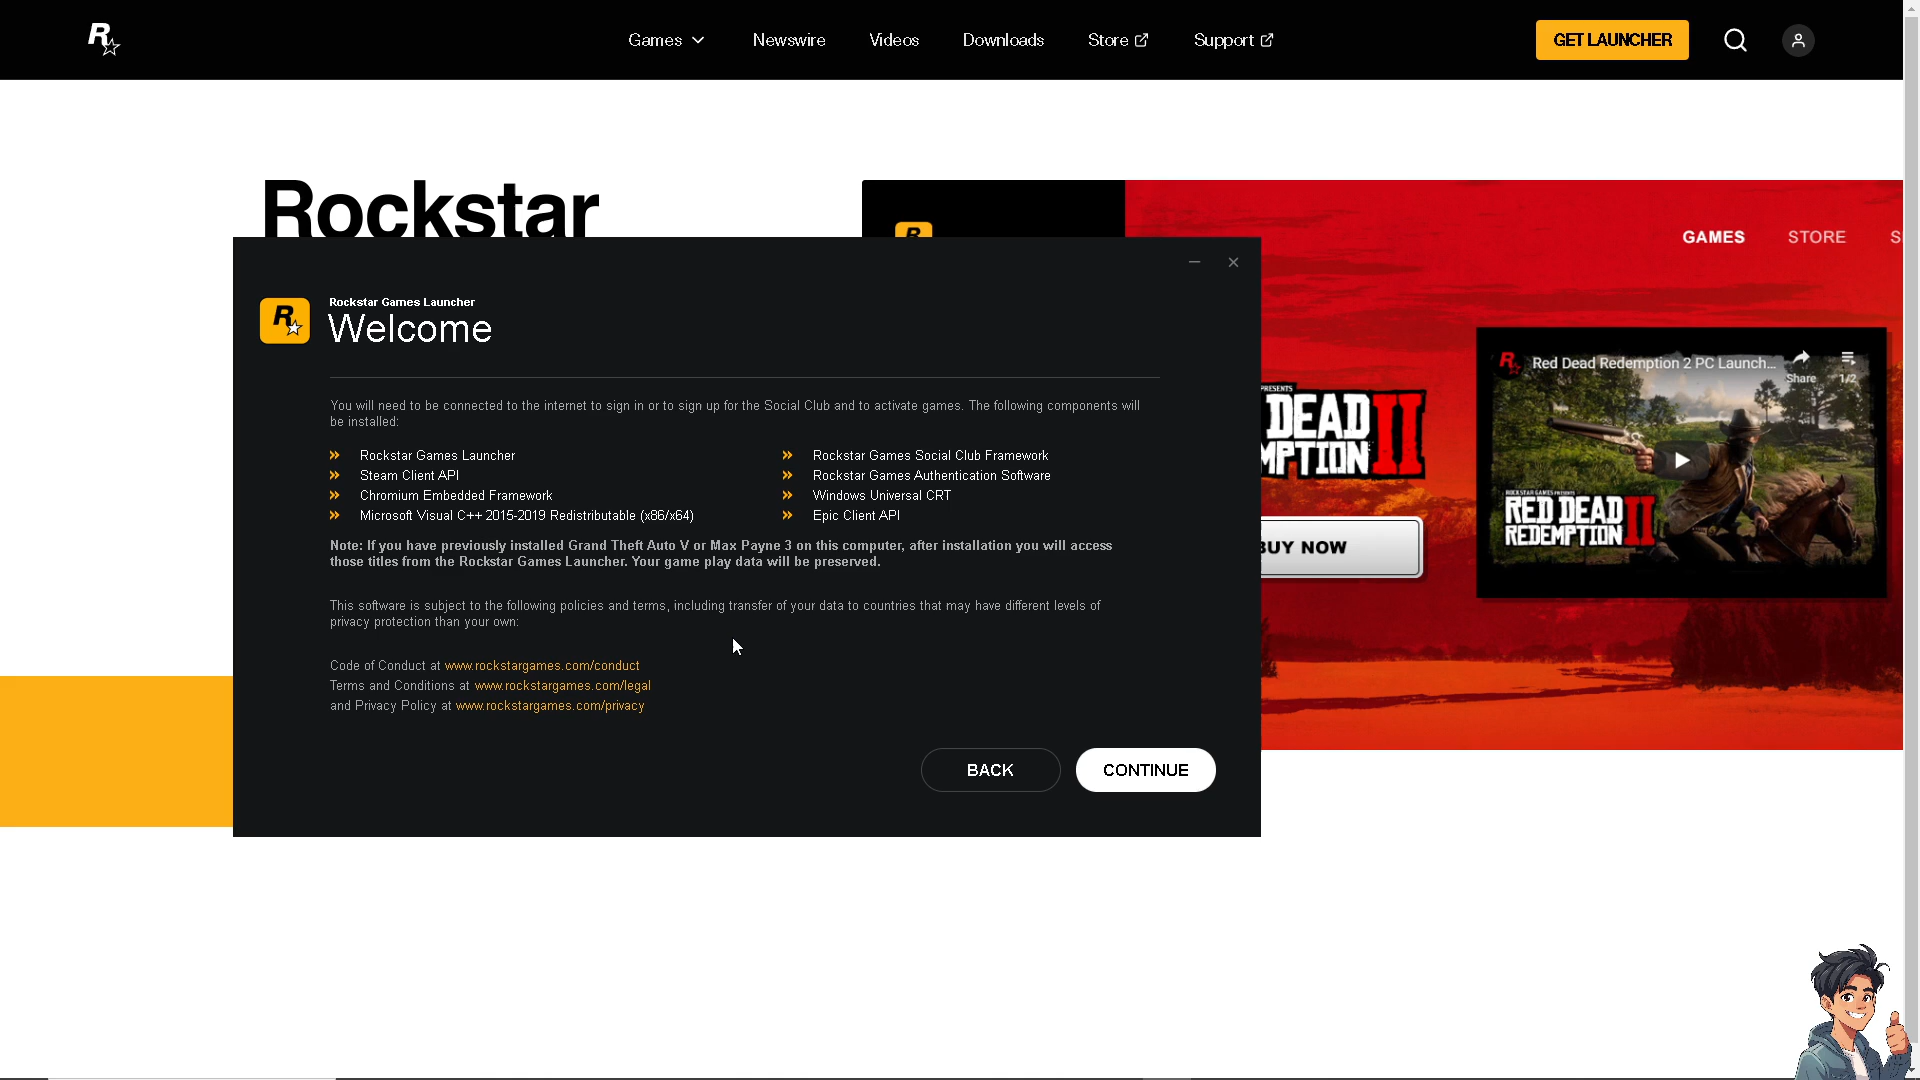 Games
Newswire
Videos
Downloads
Store
Support
GET LAUNCHER
Rockstar
GAMES
STORE
Rockstar Games Launcher
Welcome
You will need to be connected to the internet to sign in or to sign up for the Social Club and to activate games. The following components will
be installed:
Rockstar Games Launcher
Steam Client API
Chromium Embedded Framework
Microsoft Visual C++ 2015-2019 Redistributable (x86/x64)
Rockstar Games Social Club Framework
Rockstar Games Authentication Software
Windows Universal CRT
Epic Client API
Note: If you have previously installed Grand Theft Auto V or Max Payne 3 on this computer, after installation you will access
those titles from the Rockstar Games Launcher. Your game play data will be preserved.
This software is subject to the following policies and terms, including transfer of your data to countries that may have different levels of
privacy protection than your own:
Code of Conduct at www.rockstargames.com/conduct
Terms and Conditions at www.rockstargames.com/legal
and Privacy Policy at www.rockstargames.com/privacy
BACK
CONTINUE
PRESENTS
DEAD
MPTION II
BUY NOW
Red Dead Redemption 2 PC Launch...
Share
1/2
ROCKSTAR GAMES PRESENTS
RED DEAD
REDEMPTION II